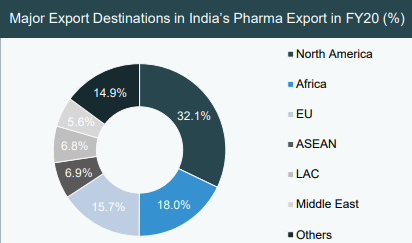 Major Export Destinations in India's Pharma Export in FY20 (%)
North America
Africa
EU
ASEAN
LAC
Middle East
Others
32.1%
18.0%
15.7%
6.9%
6.8%
5.6%
14.9%